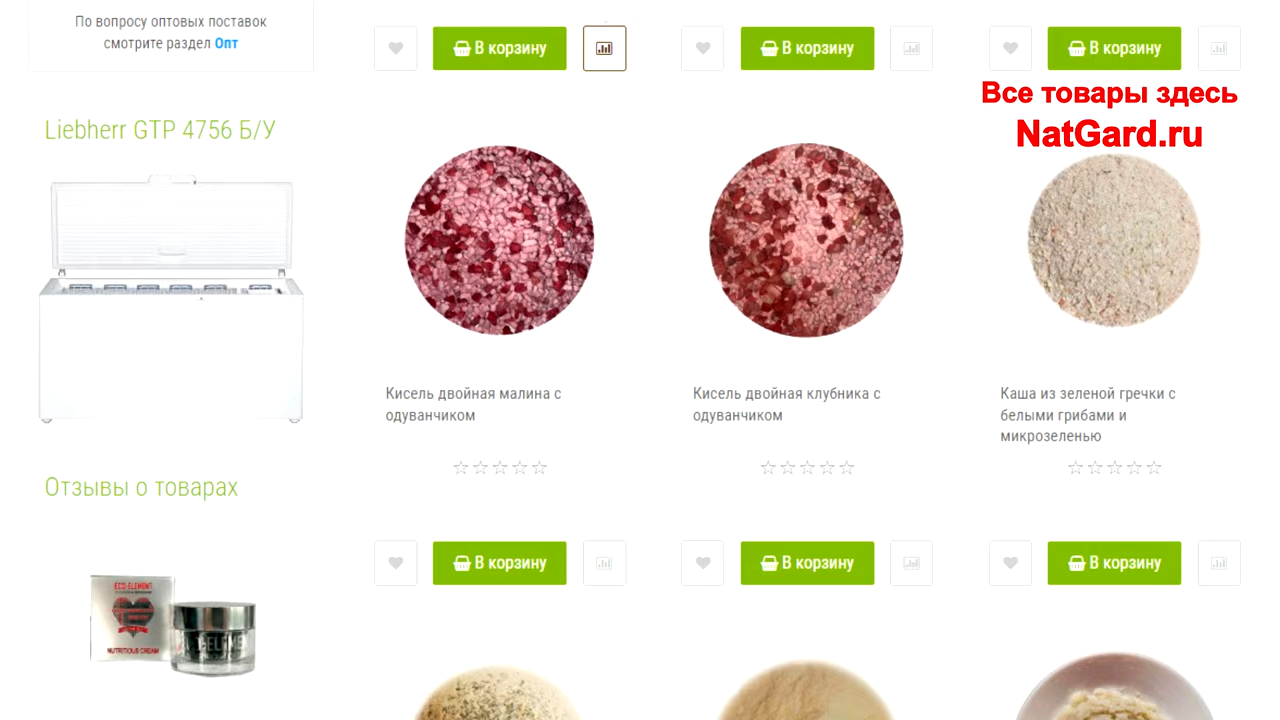 По вопросу оптовых поставок
смотрите раздел Опт
В корзину
В корзину
В корзину
Все товары здесь
NatGard.ru
Liebherr GTP 4756 Б/У
Кисель двойная малина с
одуванчиком
Кисель двойная клубника с
одуванчиком
Каша из зеленой гречки с
белыми грибами и
микрозеленью
Отзывы о товарах
В корзину
В корзину
В корзину
ECO-ELEMENT
NUTRITIOUS CREAM